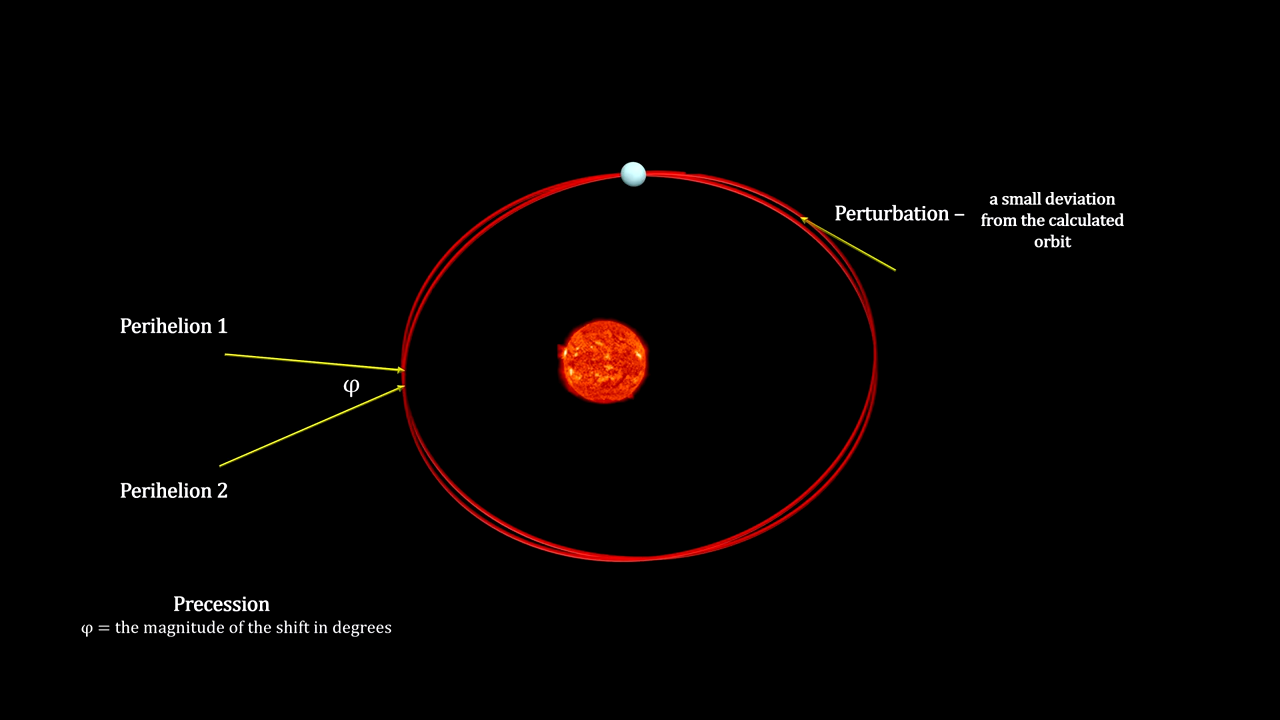 Perturbation –
a small deviation
from the calculated
orbit
Perihelion 1
φ
Perihelion 2
Precession
φ = the magnitude of the shift in degrees